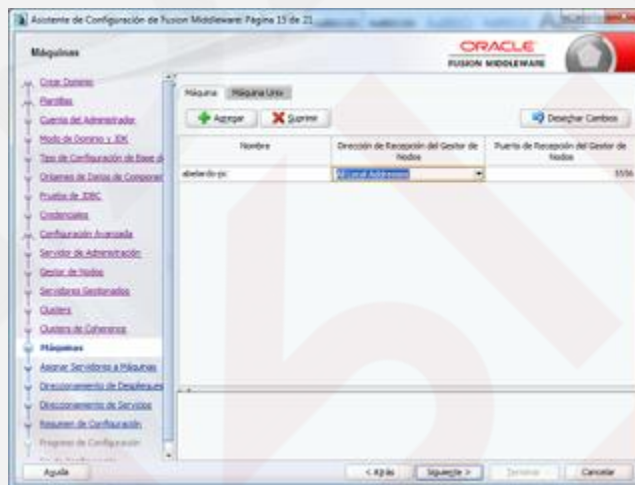 Asistente de Configuración de Fusion Middleware: Página 15 de 21
Máquinas
ORACLE
FUSION MIDDLEWARE
Crear Dominio
Plantillas
Cuenta del Administrador
Modo de Dominio y JDK
Tipo de Configuración de Base d
Orígenes de Datos de Componen
Prueba de JDBC
Credenciales
Configuración Avanzada
Servidor de Administración
Gestor de Nodos
Servidores Gestionados
Clusters
Clusters de Coherence
Máquinas
Asignar Servidores a Máquinas
Direccionamiento de Despliegues
Direccionamiento de Servicios
Resumen de Configuración
Progreso de Configuración
Máquina
Máquina Unix
Agregar
Suprimir
Desechar Cambios
Nombre
Dirección de Recepción del Gestor de Nodos
Puerto de Recepción del Gestor de Nodos
abelardo-pc
All Local Addresses
5556
Ayuda
< Atrás
Siguiente >
Terminar
Cancelar